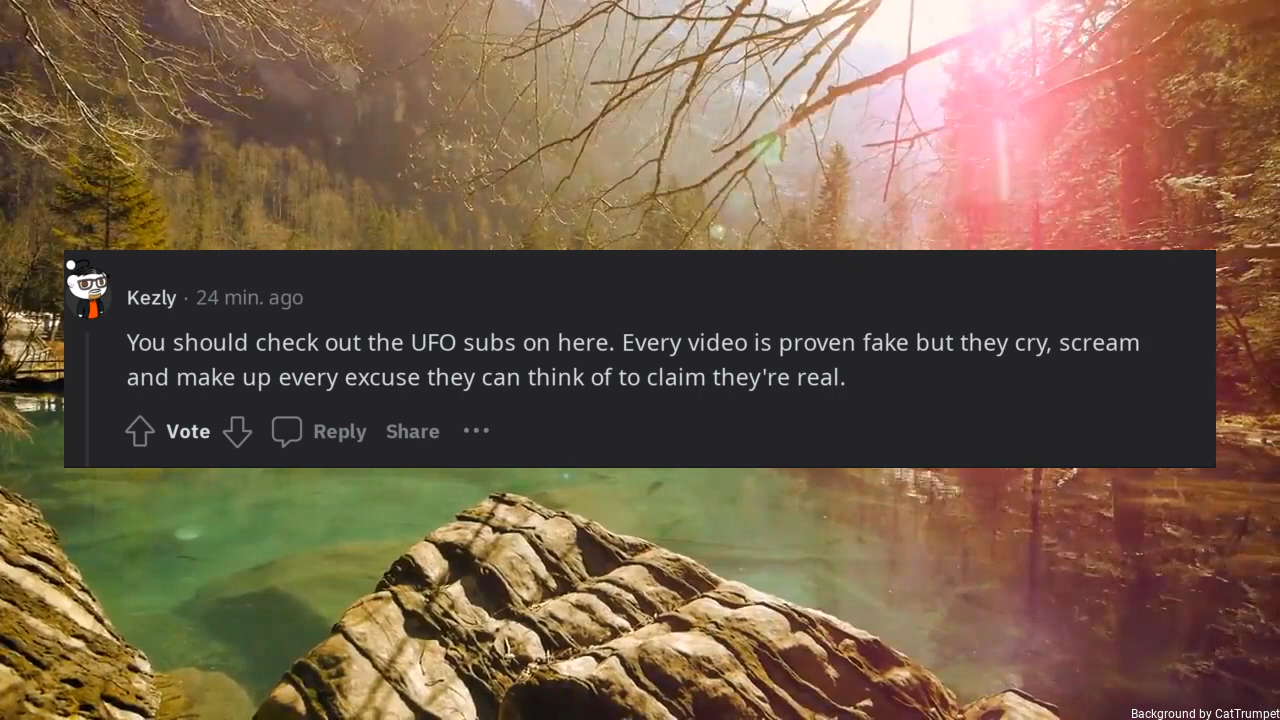 Kezly · 24 min. ago
You should check out the UFO subs on here. Every video is proven fake but they cry, scream
and make up every excuse they can think of to claim they're real.
Vote Reply Share ···
Background by CatTrumpet